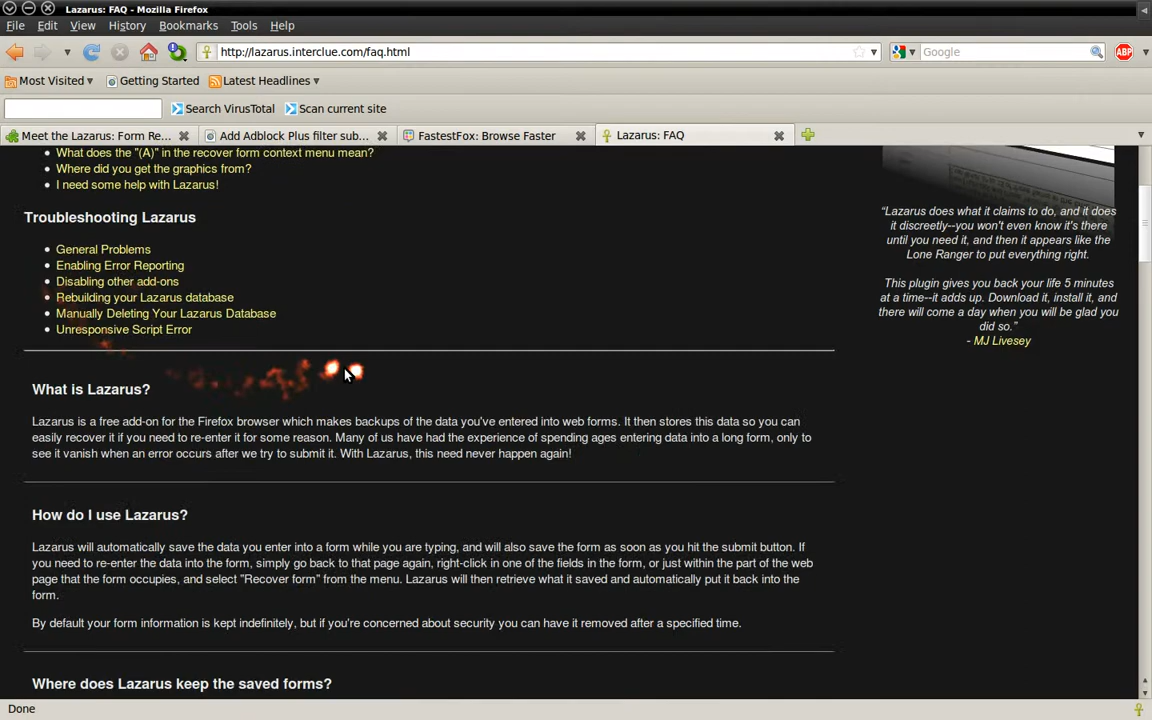 Lazarus: FAQ - Mozilla Firefox
File Edit View History Bookmarks Tools Help
http://lazarus.interclue.com/faq.html
Google
ABP
Most Visited Getting Started Latest Headlines
Search VirusTotal Scan current site
Meet the Lazarus: Form Re... Add Adblock Plus filter sub... FastestFox: Browse Faster Lazarus: FAQ
What does the "(A)" in the recover form context menu mean?
Where did you get the graphics from?
I need some help with Lazarus!
Troubleshooting Lazarus
General Problems
Enabling Error Reporting
Disabling other add-ons
Rebuilding your Lazarus database
Manually Deleting Your Lazarus Database
Unresponsive Script Error
What is Lazarus?
Lazarus is a free add-on for the Firefox browser which makes backups of the data you've entered into web forms. It then stores this data so you can
easily recover it if you need to re-enter it for some reason. Many of us have had the experience of spending ages entering data into a long form, only to
see it vanish when an error occurs after we try to submit it. With Lazarus, this need never happen again!
How do I use Lazarus?
Lazarus will automatically save the data you enter into a form while you are typing, and will also save the form as soon as you hit the submit button. If
you need to re-enter the data into the form, simply go back to that page again, right-click in one of the fields in the form, or just within the part of the web
page that the form occupies, and select "Recover form" from the menu. Lazarus will then retrieve what it saved and automatically put it back into the
form.
By default your form information is kept indefinitely, but if you're concerned about security you can have it removed after a specified time.
Where does Lazarus keep the saved forms?
“Lazarus does what it claims to do, and it does
it discreetly--you won't even know it's there
until you need it, and then it appears like the
Lone Ranger to put everything right.
This plugin gives you back your life 5 minutes
at a time--it adds up. Download it, install it, and
there will come a day when you will be glad you
did so.”
- MJ Livesey
Done